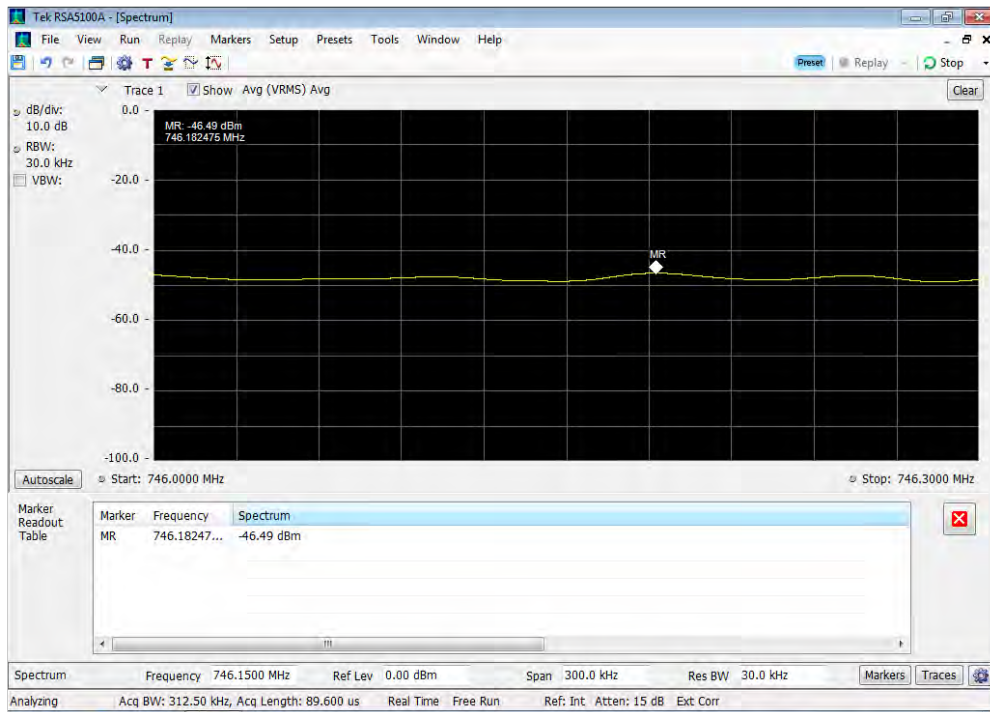 Tek RSA5100A - [Spectrum]
File View Run Replay Markers Setup Presets Tools Window Help
Preset Replay Stop
Trace 1 Show Avg (VRMS) Avg Clear
dB/div: 10.0 dB
RBW: 30.0 kHz
VBW:
0.0
MR: -46.49 dBm
746.182475 MHz
-20.0
-40.0
MR
-60.0
-80.0
-100.0
Autoscale Start: 746.0000 MHz Stop: 746.3000 MHz
Marker Readout Table
Marker Frequency Spectrum
MR 746.18247... -46.49 dBm
Spectrum Frequency 746.1500 MHz Ref Lev 0.00 dBm Span 300.0 kHz Res BW 30.0 kHz Markers Traces
Analyzing Acq BW: 312.50 kHz, Acq Length: 89.600 us Real Time Free Run Ref: Int Atten: 15 dB Ext Corr